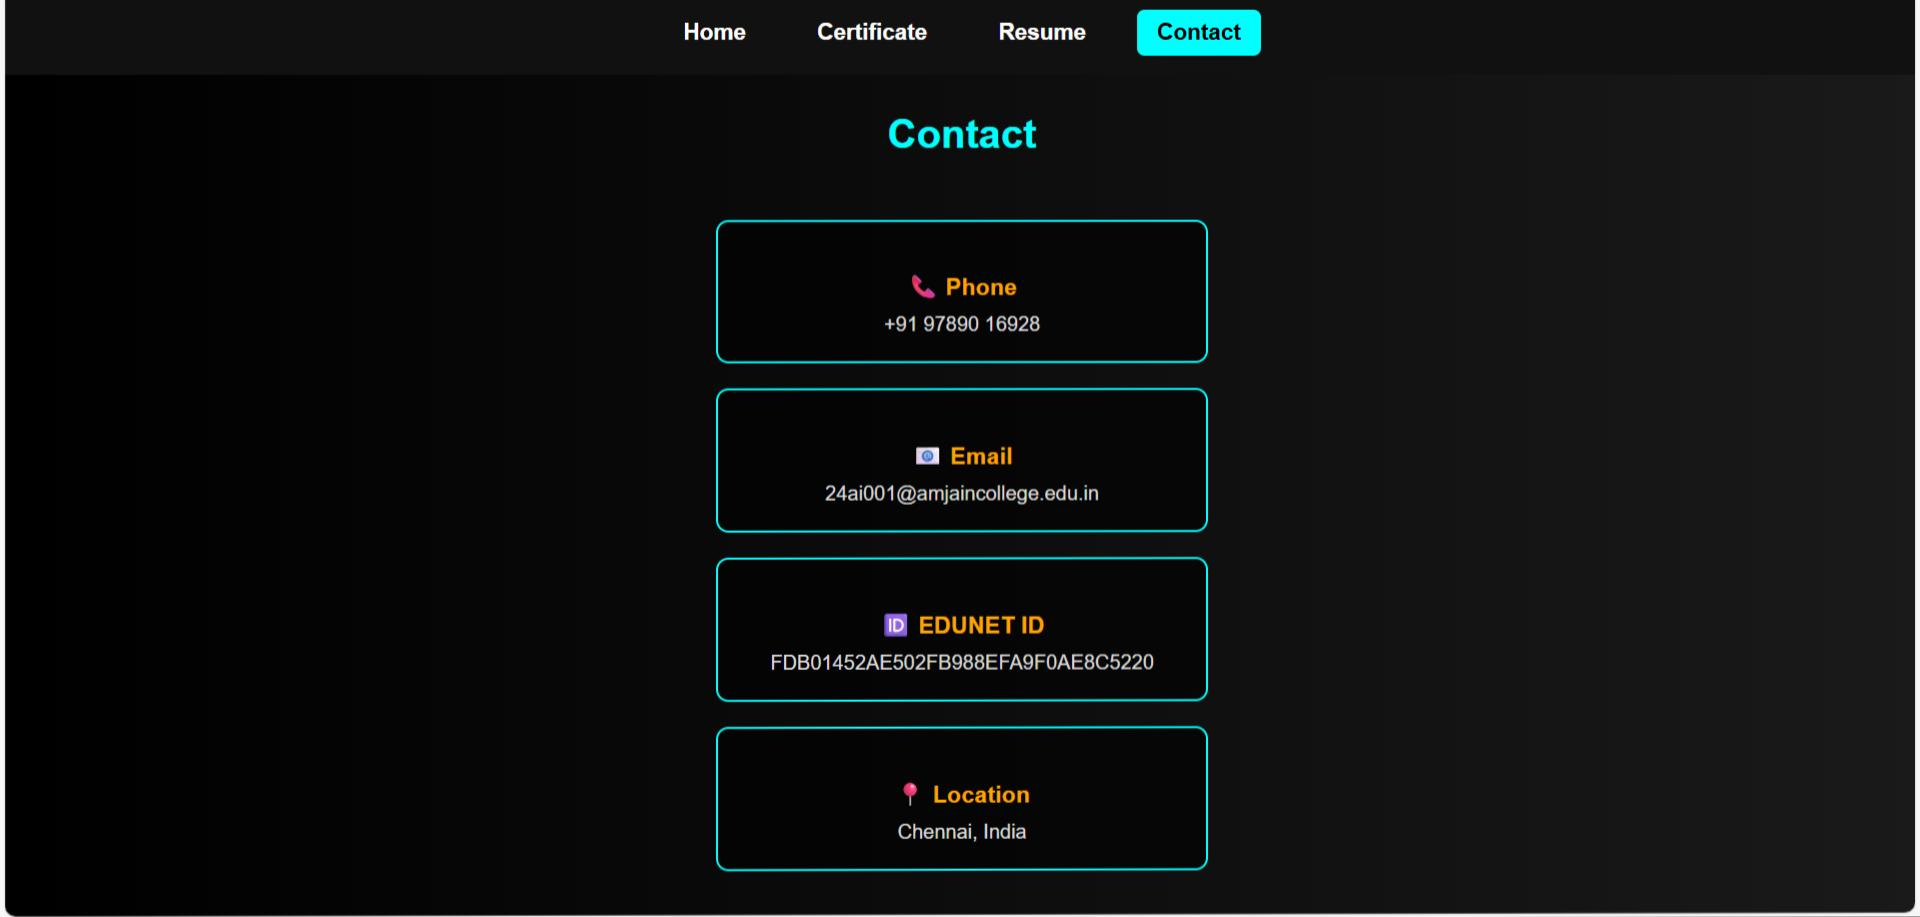 Home Certificate Resume Contact
Contact
📞 Phone
+91 97890 16928
📧 Email
24ai001@amjaincollege.edu.in
🆔 EDUNET ID
FDB01452AE502FB988EFA9F0AE8C5220
📍 Location
Chennai, India